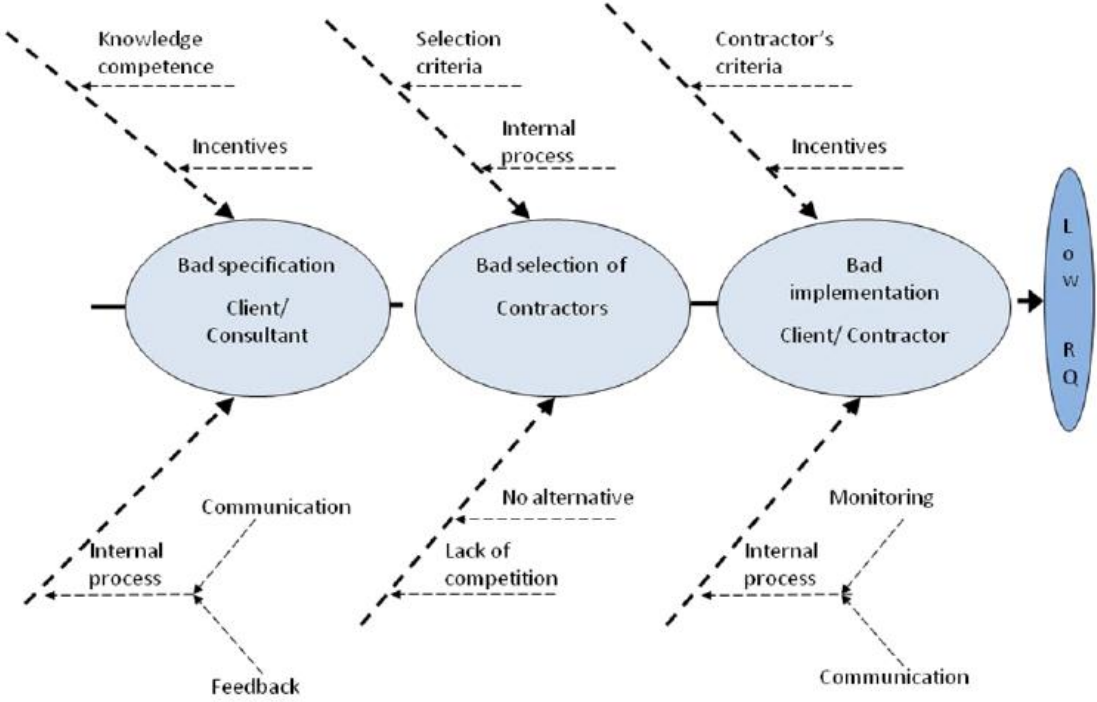 Knowledge
competence
Incentives
Selection
criteria
Internal
process
Contractor's
criteria
Incentives
Bad specification
Client/
Consultant
Bad selection of
Contractors
Bad
implementation
Client/ Contractor
L
o
w
R
Q
Communication
Internal
process
Feedback
No alternative
Lack of
competition
Monitoring
Internal
process
Communication